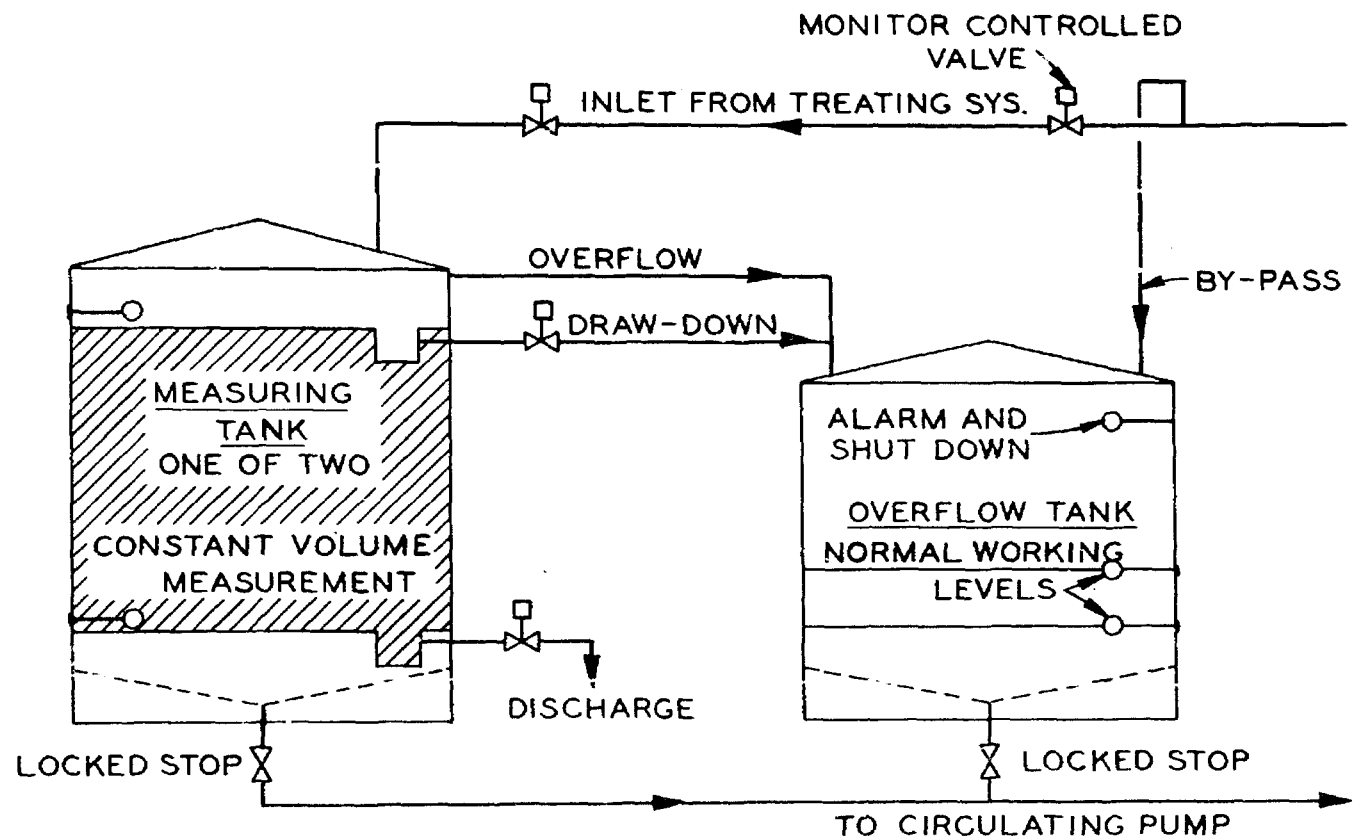 MONITOR CONTROLLED
VALVE
INLET FROM TREATING SYS.
OVERFLOW
BY-PASS
DRAW-DOWN
MEASURING
TANK
ONE OF TWO
CONSTANT VOLUME
MEASUREMENT
ALARM AND
SHUT DOWN
OVERFLOW TANK
NORMAL WORKING
LEVELS
DISCHARGE
LOCKED STOP
LOCKED STOP
TO CIRCULATING PUMP